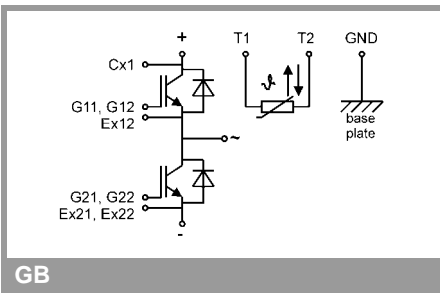 +
T1 T2 GND
Cx1
ϑ
G11, G12
Ex12
~
base
plate
G21, G22
Ex21, Ex22
-
GB